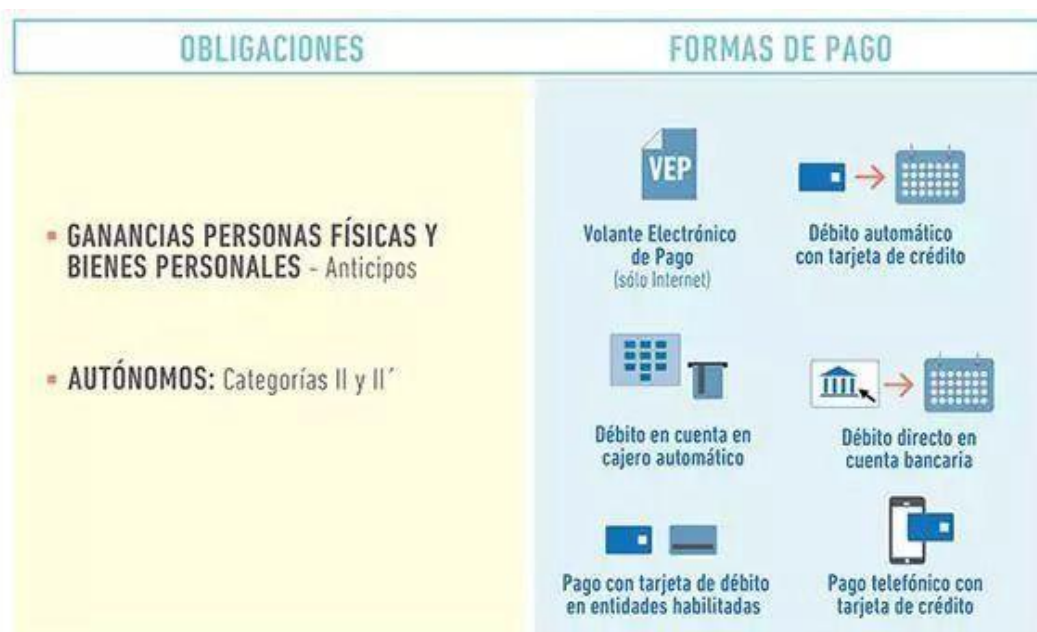 OBLIGACIONES
FORMAS DE PAGO
▪ GANANCIAS PERSONAS FÍSICAS Y
BIENES PERSONALES - Anticipos
▪ AUTÓNOMOS: Categorías II y II´
VEP
Volante Electrónico
de Pago
(sólo Internet)
Débito automático
con tarjeta de crédito
Débito en cuenta en
cajero automático
Débito directo en
cuenta bancaria
Pago con tarjeta de débito
en entidades habilitadas
Pago telefónico con
tarjeta de crédito